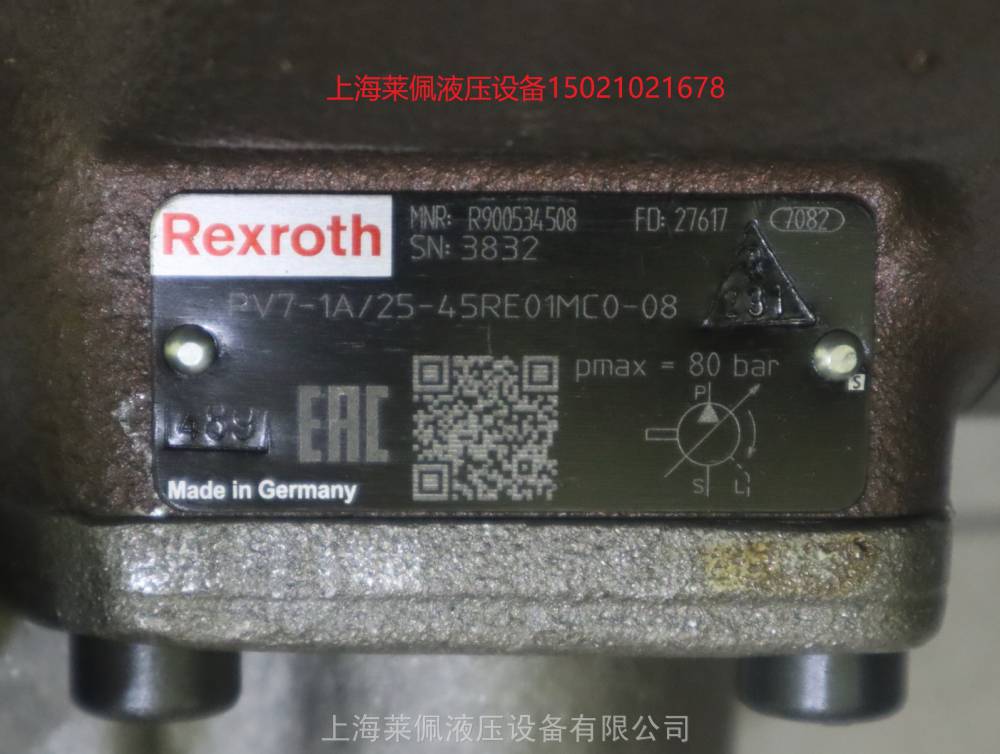 上海莱佩液压设备15021021678
Rexroth
MNR: R900534508 FD: 27617 7082
SN: 3832
PV7-1A/25-45RE01MC0-08
231
pmax = 80 bar
P
S
S L
489
EAC
Made in Germany
上海莱佩液压设备有限公司